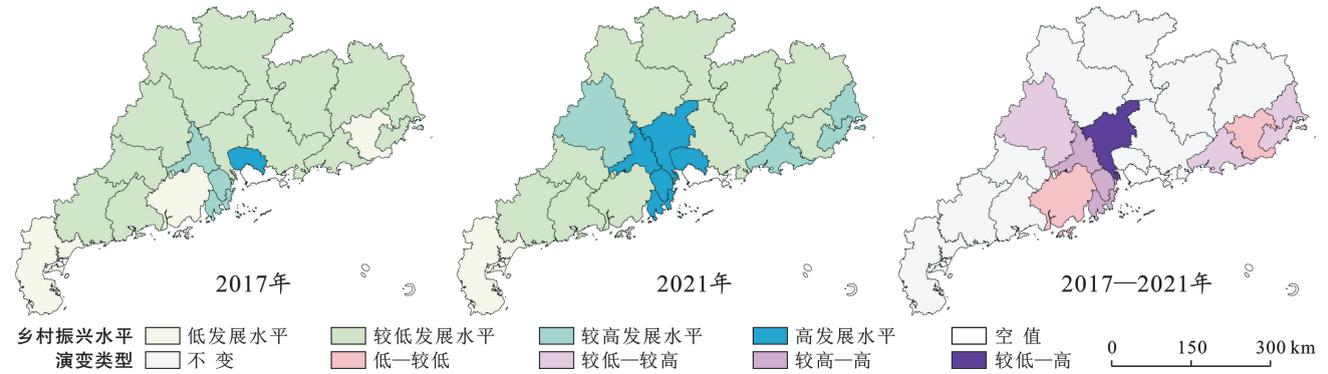 2017年 2021年 2017—2021年
乡村振兴水平 低发展水平 较低发展水平 较高发展水平 高发展水平 空 值
演变类型 不 变 低—较低 较低—较高 较高—高 较低—高
0 150 300 km